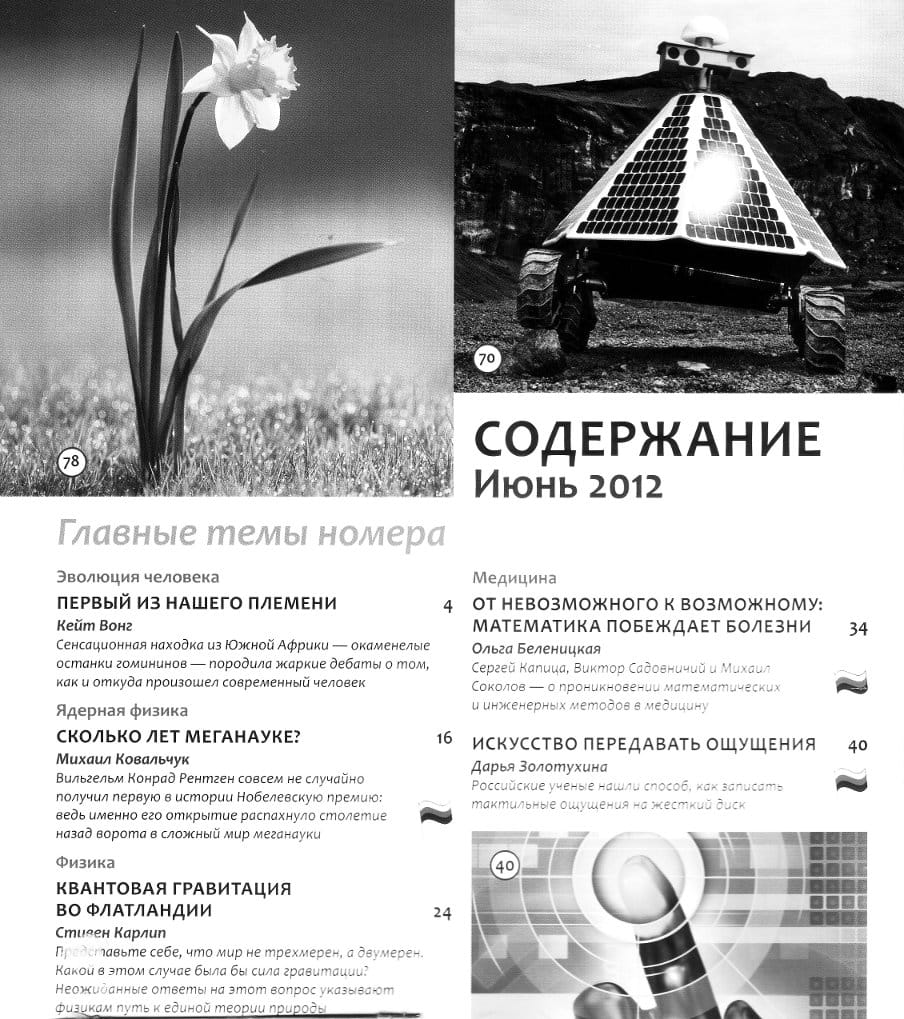 78
70
СОДЕРЖАНИЕ
Июнь 2012
Главные темы номера
Эволюция человека
ПЕРВЫЙ ИЗ НАШЕГО ПЛЕМЕНИ 4
Кейт Вонг
Сенсационная находка из Южной Африки — окаменелые
останки гомининов — породила жаркие дебаты о том,
как и откуда произошел современный человек
Ядерная физика
СКОЛЬКО ЛЕТ МЕГАНАУКЕ? 16
Михаил Ковальчук
Вильгельм Конрад Рентген совсем не случайно
получил первую в истории Нобелевскую премию:
ведь именно его открытие распахнуло столетие
назад ворота в сложный мир меганауки
Физика
КВАНТОВАЯ ГРАВИТАЦИЯ
ВО ФЛАТЛАНДИИ 24
Стивен Карлип
Представьте себе, что мир не трехмерен, а двумерен.
Какой в этом случае была бы сила гравитации?
Неожиданные ответы на этот вопрос указывают
физикам путь к единой теории природы
Медицина
ОТ НЕВОЗМОЖНОГО К ВОЗМОЖНОМУ:
МАТЕМАТИКА ПОБЕЖДАЕТ БОЛЕЗНИ 34
Ольга Беленицкая
Сергей Капица, Виктор Садовничий и Михаил
Соколов — о проникновении математических
и инженерных методов в медицину
ИСКУССТВО ПЕРЕДАВАТЬ ОЩУЩЕНИЯ 40
Дарья Золотухина
Российские ученые нашли способ, как записать
тактильные ощущения на жесткий диск
40